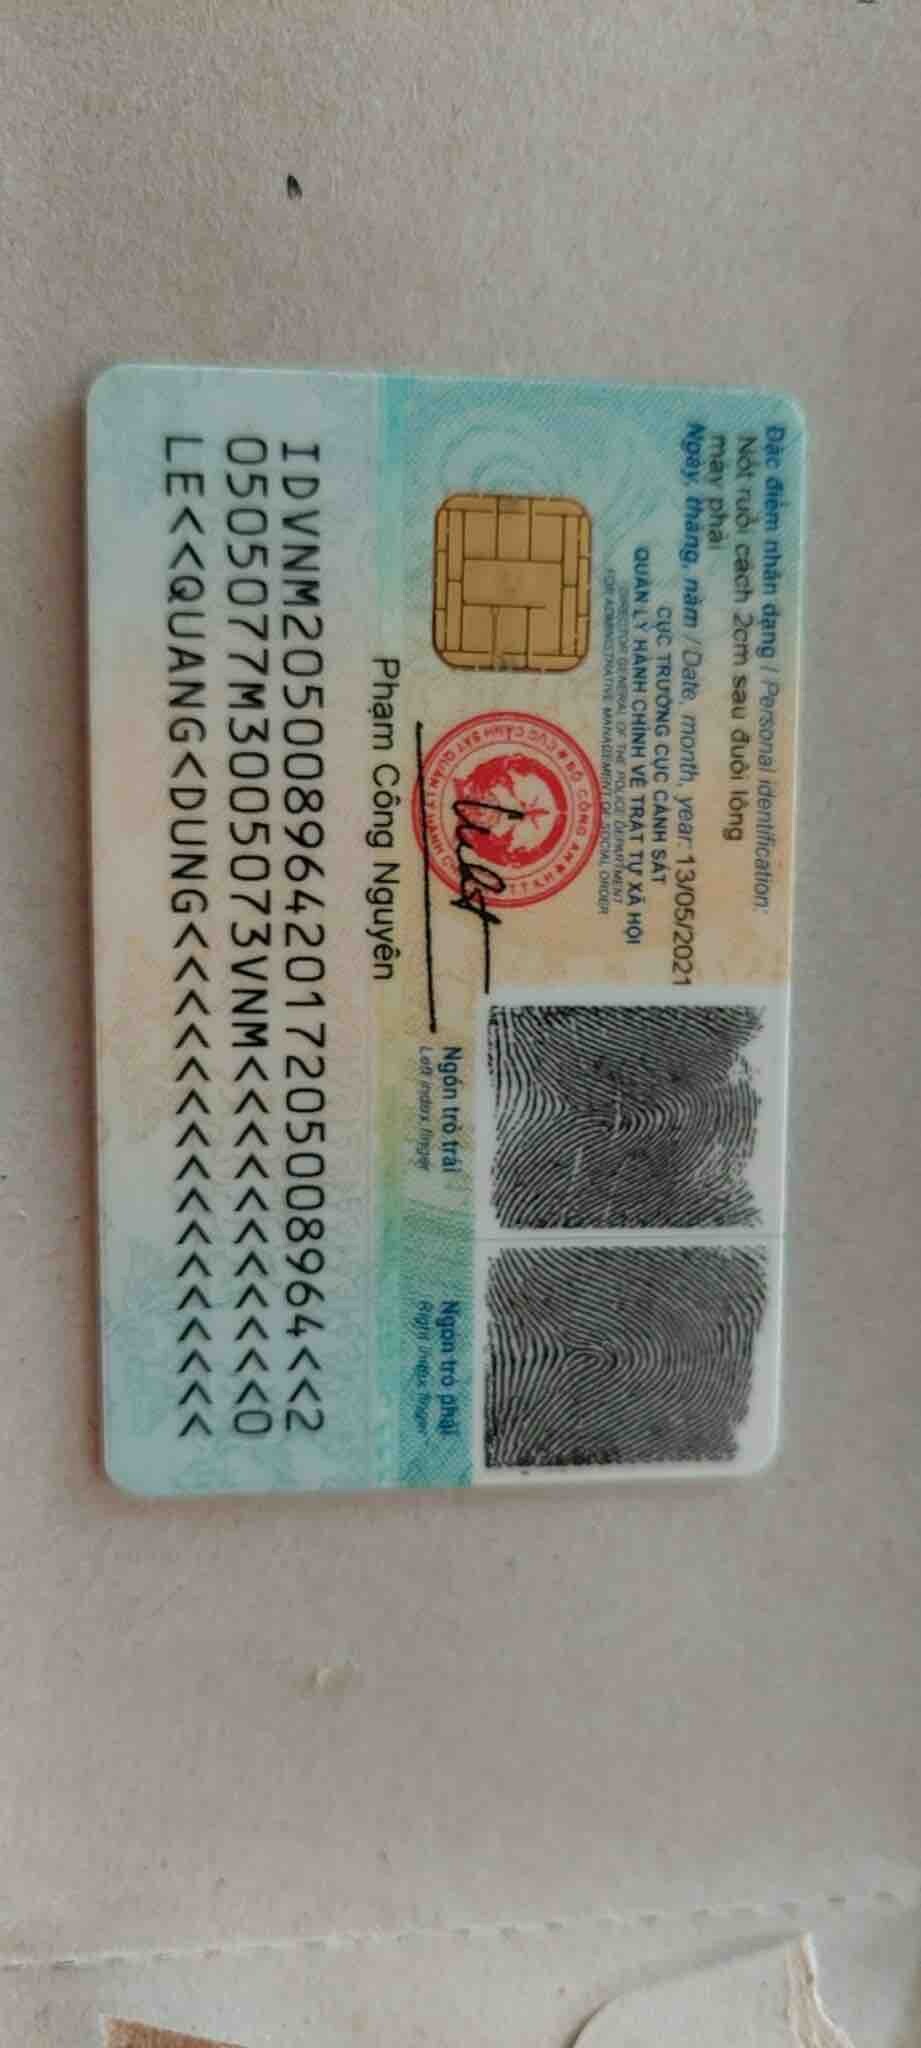 Đặc điểm nhân dạng / Personal identification:
Nốt ruồi cách 2cm sau đuôi lông
mày phải
Ngày, tháng, năm / Date, month, year: 13/05/2021
CỤC TRƯỞNG CỤC CẢNH SÁT
QUẢN LÝ HÀNH CHÍNH VỀ TRẬT TỰ XÃ HỘI
DIRECTOR GENERAL OF THE POLICE DEPARTMENT
FOR ADMINISTRATIVE MANAGEMENT OF SOCIAL ORDER
Phạm Công Nguyên
Ngón trỏ trái
Left index finger
Ngón trỏ phải
Right index finger
IDVNM2050089642017205008964<<2
0505077M3005073VNM<<<<<<<<<<<0
LE<<QUANG<DUNG<<<<<<<<<<<<<<<<